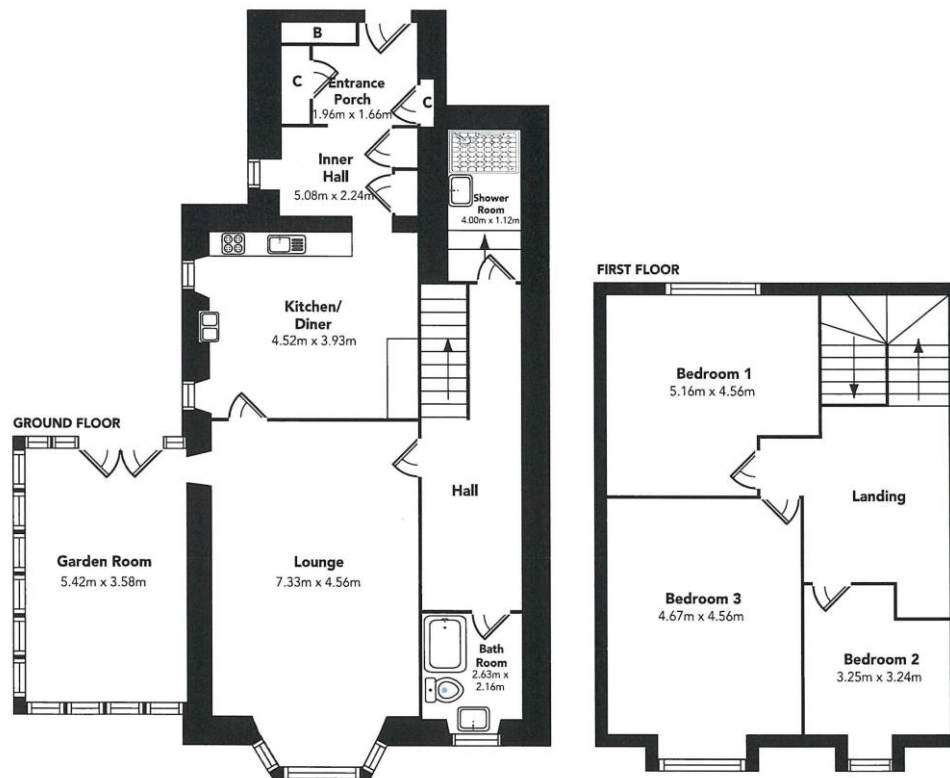 B
C
Entrance
Porch
1.96m x 1.66m
C
Inner
Hall
5.08m x 2.24m
Shower
Room
4.00m x 1.12m
Kitchen/
Diner
4.52m x 3.93m
GROUND FLOOR
Garden Room
5.42m x 3.58m
Lounge
7.33m x 4.56m
Hall
Bath
Room
2.63m x
2.16m
FIRST FLOOR
Bedroom 1
5.16m x 4.56m
Landing
Bedroom 3
4.67m x 4.56m
Bedroom 2
3.25m x 3.24m